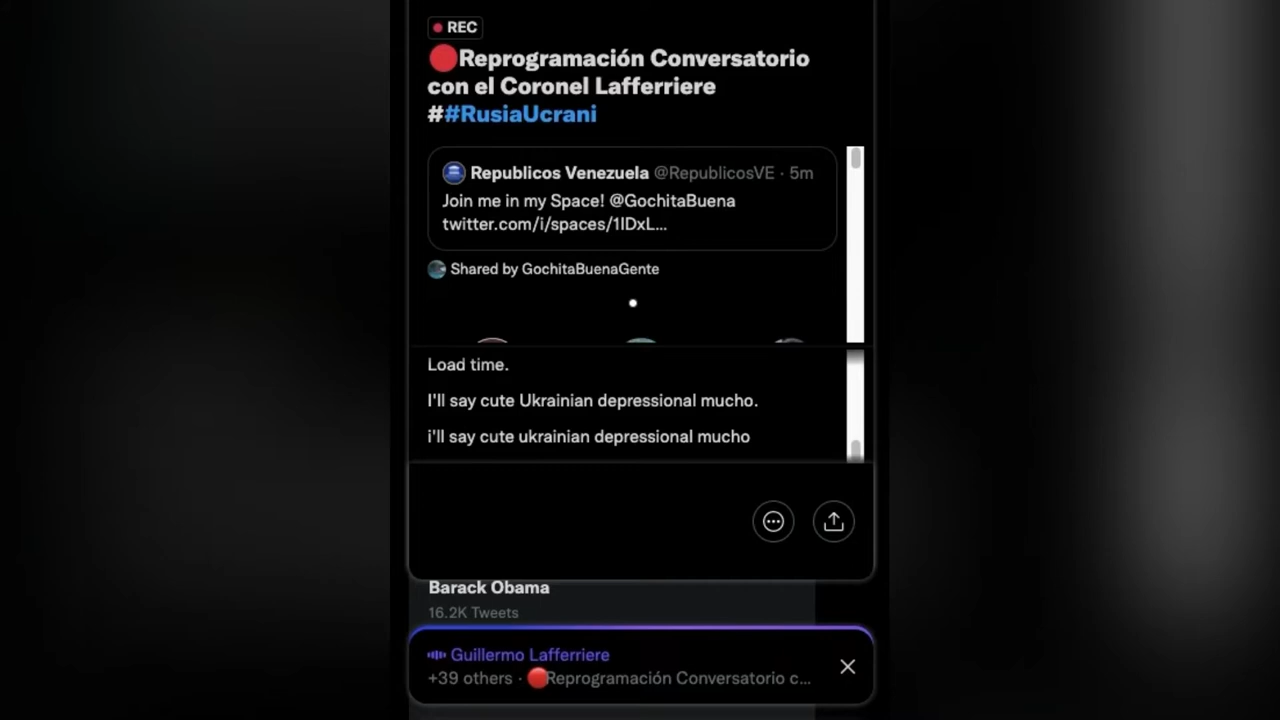 REC
🔴Reprogramación Conversatorio
con el Coronel Lafferriere
##RusiaUcrani
Republicos Venezuela @RepublicosVE · 5m
Join me in my Space! @GochitaBuena
twitter.com/i/spaces/1lDxL...
Shared by GochitaBuenaGente
Load time.
I'll say cute Ukrainian depressional mucho.
i'll say cute ukrainian depressional mucho
Barack Obama
16.2K Tweets
Guillermo Lafferriere
+39 others · 🔴Reprogramación Conversatorio c...